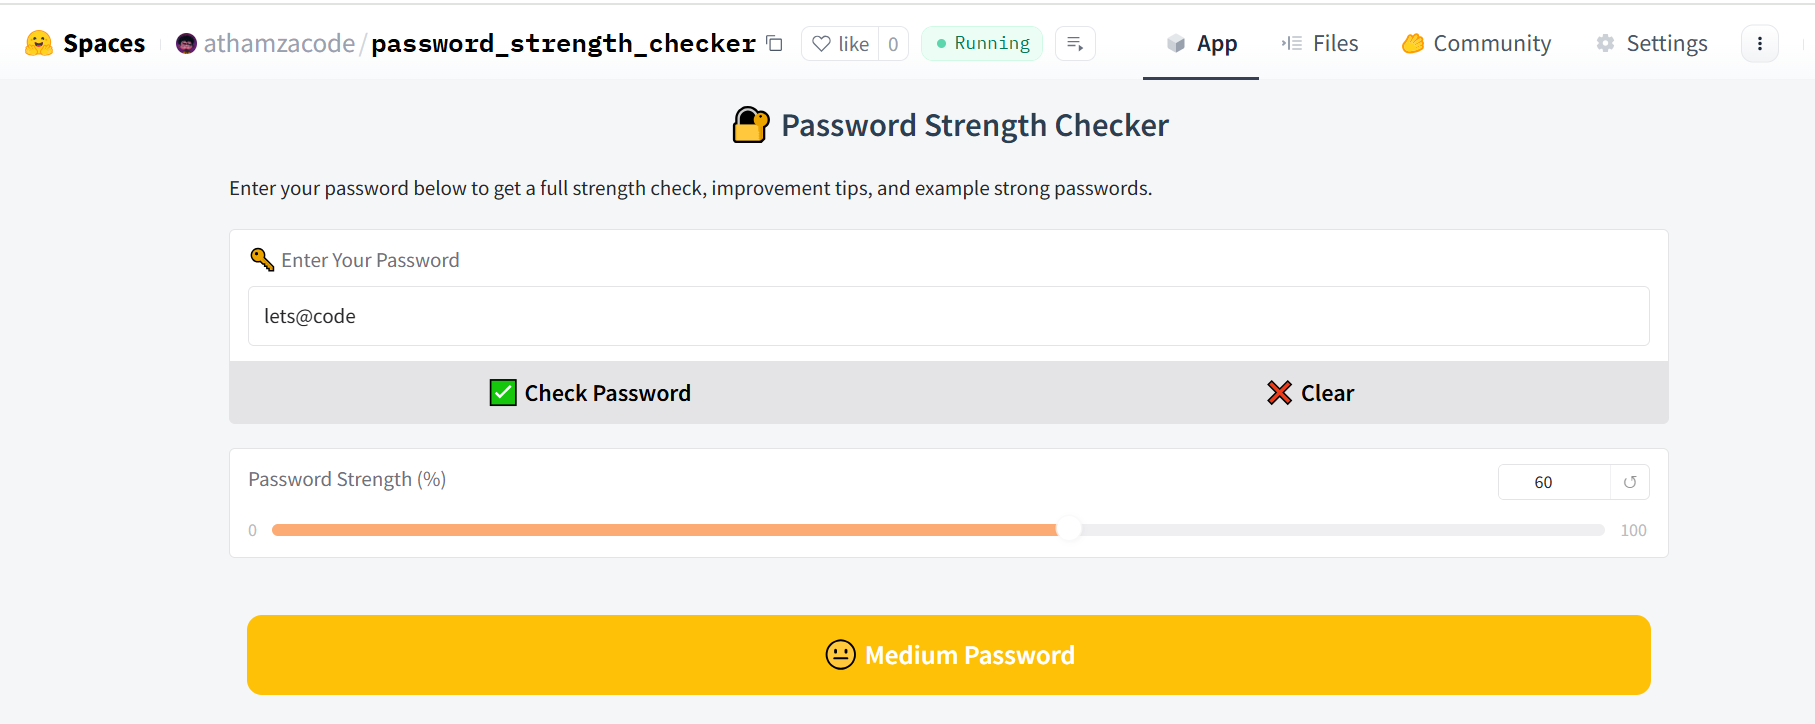 Spaces athamzacode/password_strength_checker like 0 Running App Files Community Settings
Password Strength Checker
Enter your password below to get a full strength check, improvement tips, and example strong passwords.
Enter Your Password
lets@code
Check Password Clear
Password Strength (%) 60
0 100
Medium Password